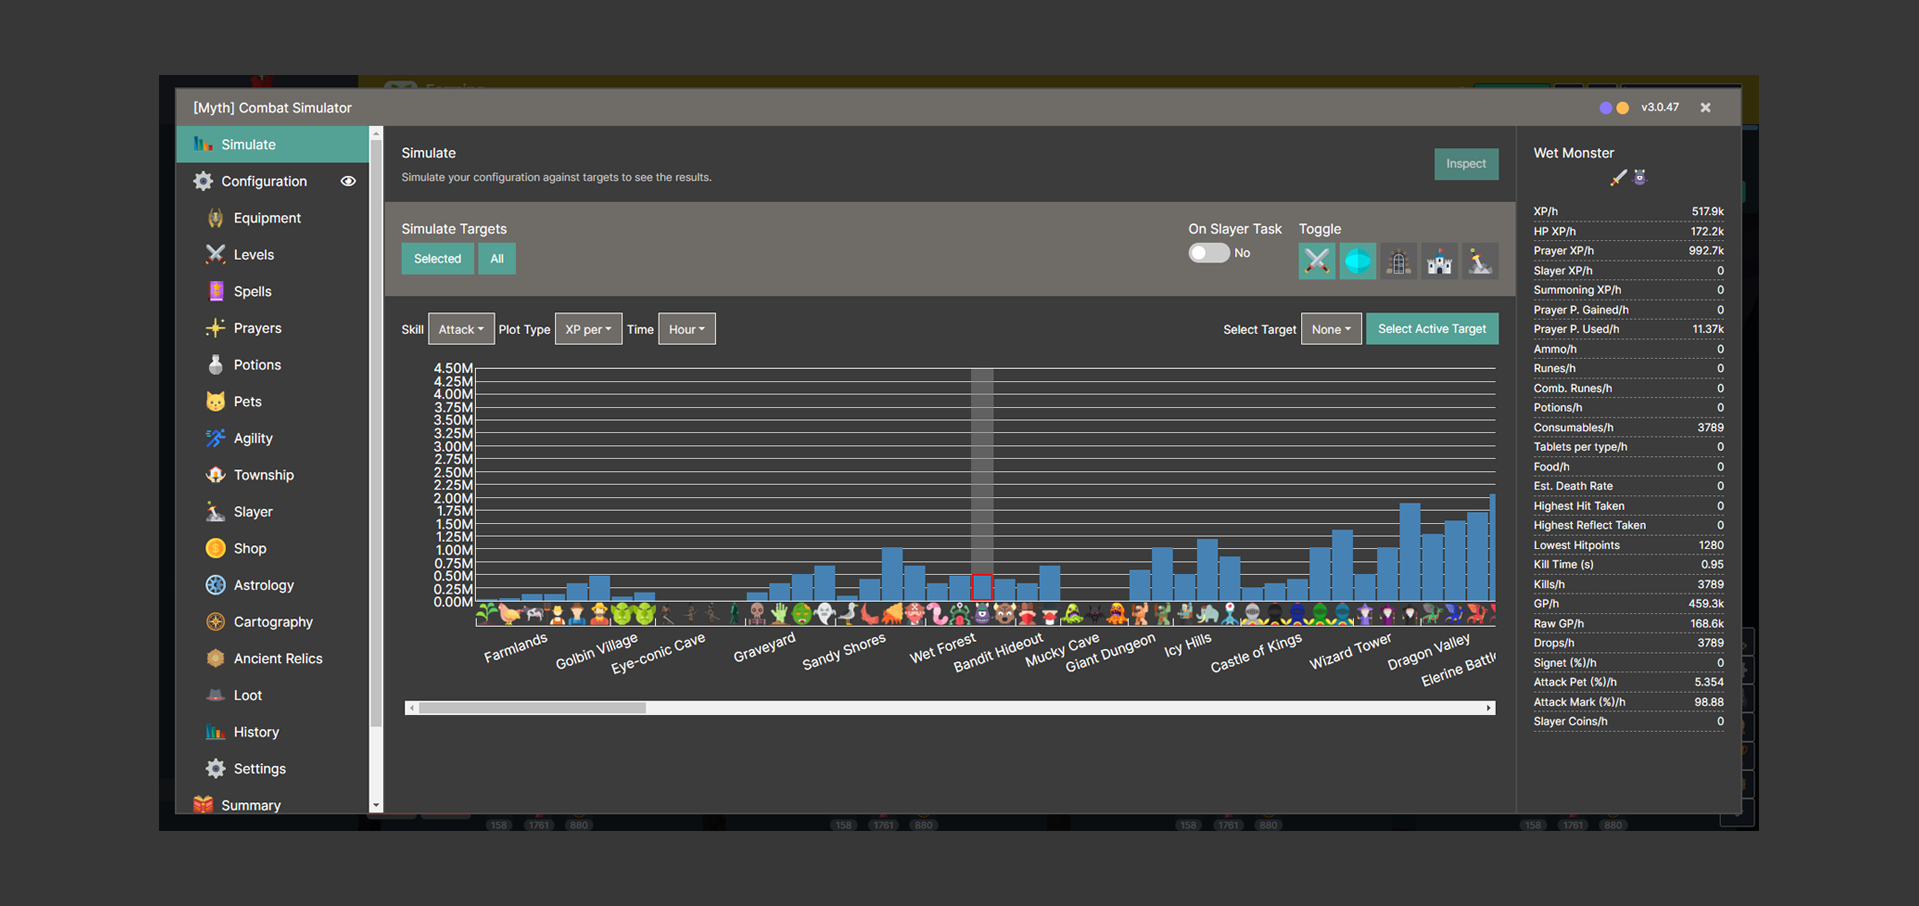 [Myth] Combat Simulator
v3.0.47
Simulate
Configuration
Equipment
Levels
Spells
Prayers
Potions
Pets
Agility
Township
Slayer
Shop
Astrology
Cartography
Ancient Relics
Loot
History
Settings
Summary
Simulate
Simulate your configuration against targets to see the results.
Inspect
Simulate Targets
Selected All
On Slayer Task
No
Toggle
Skill Attack Plot Type XP per Time Hour
Select Target None Select Active Target
4.50M
4.25M
4.00M
3.75M
3.50M
3.25M
3.00M
2.75M
2.50M
2.25M
2.00M
1.75M
1.50M
1.25M
1.00M
0.75M
0.50M
0.25M
0.00M
Farmlands
Golbin Village
Eye-conic Cave
Graveyard
Sandy Shores
Wet Forest
Bandit Hideout
Mucky Cave
Giant Dungeon
Icy Hills
Castle of Kings
Wizard Tower
Dragon Valley
Elerine Battl
Wet Monster
XP/h 517.9k
HP XP/h 172.2k
Prayer XP/h 992.7k
Slayer XP/h 0
Summoning XP/h 0
Prayer P. Gained/h 0
Prayer P. Used/h 11.37k
Ammo/h 0
Runes/h 0
Comb. Runes/h 0
Potions/h 0
Consumables/h 3789
Tablets per type/h 0
Food/h 0
Est. Death Rate 0
Highest Hit Taken 0
Highest Reflect Taken 0
Lowest Hitpoints 1280
Kill Time (s) 0.95
Kills/h 3789
GP/h 459.3k
Raw GP/h 168.6k
Drops/h 3789
Signet (%)/h 0
Attack Pet (%)/h 5.354
Attack Mark (%)/h 98.88
Slayer Coins/h 0
158 1761 880
158 1761 880
158 1761 880
158 1761 880